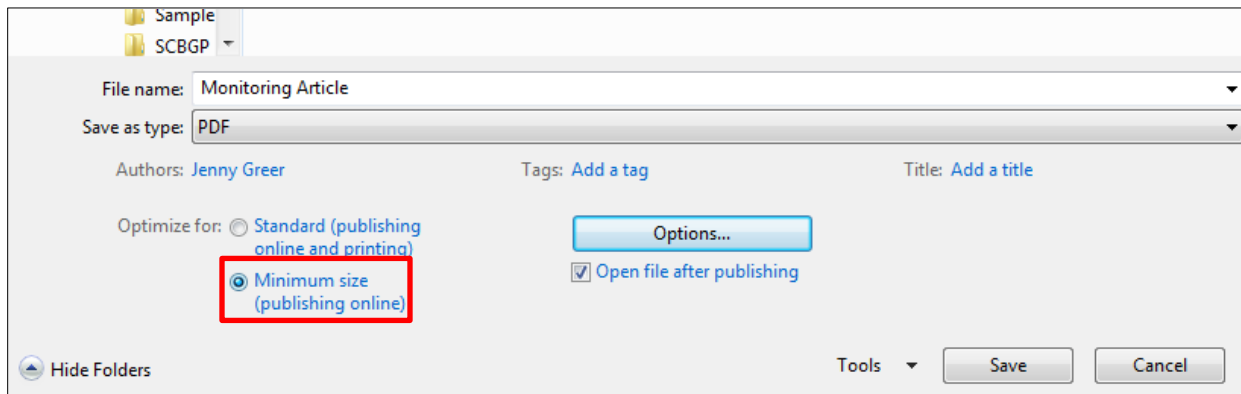 Sample
SCBGP
File name: Monitoring Article
Save as type: PDF
Authors: Jenny Greer Tags: Add a tag Title: Add a title
Optimize for: Standard (publishing
online and printing)
Options...
Minimum size
(publishing online)
Open file after publishing
Hide Folders Tools Save Cancel